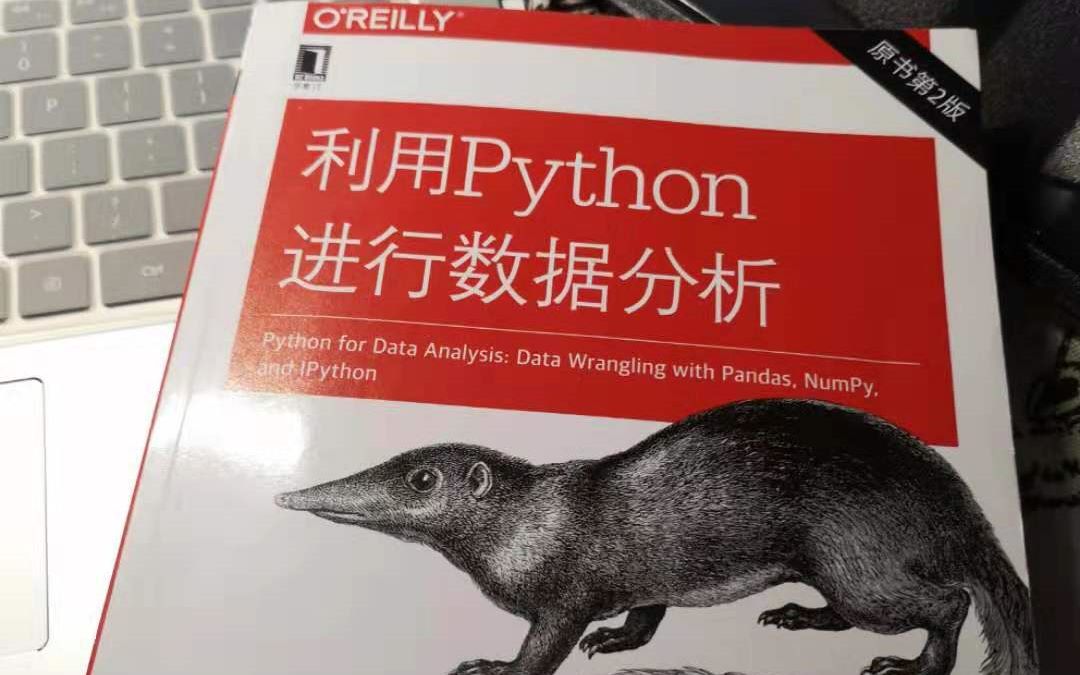 O'REILLY®
原书第2版
利用Python
进行数据分析
Python for Data Analysis: Data Wrangling with Pandas, NumPy,
and IPython
P
Ctrl